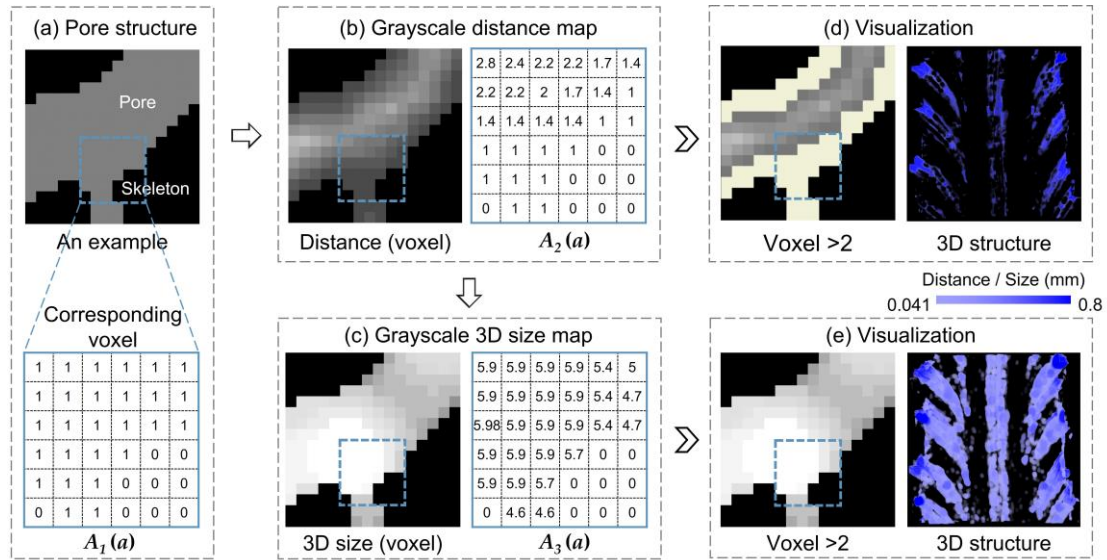 (a) Pore structure
Pore
Skeleton
An example
Corresponding
voxel
1 1 1 1 1 1
1 1 1 1 1 1
1 1 1 1 1 1
1 1 1 1 0 0
1 1 1 0 0 0
0 1 1 0 0 0
A₁(a)
(b) Grayscale distance map
2.8 2.4 2.2 2.2 1.7 1.4
2.2 2.2 2 1.7 1.4 1
1.4 1.4 1.4 1.4 1 1
1 1 1 1 0 0
1 1 1 0 0 0
0 1 1 0 0 0
Distance (voxel)
A₂(a)
(c) Grayscale 3D size map
5.9 5.9 5.9 5.9 5.4 5
5.9 5.9 5.9 5.9 5.4 4.7
5.98 5.9 5.9 5.9 5.4 4.7
5.9 5.9 5.9 5.7 0 0
5.9 5.9 5.7 0 0 0
0 4.6 4.6 0 0 0
3D size (voxel)
A₃(a)
(d) Visualization
Voxel >2
3D structure
Distance / Size (mm)
0.041 0.8
(e) Visualization
Voxel >2
3D structure